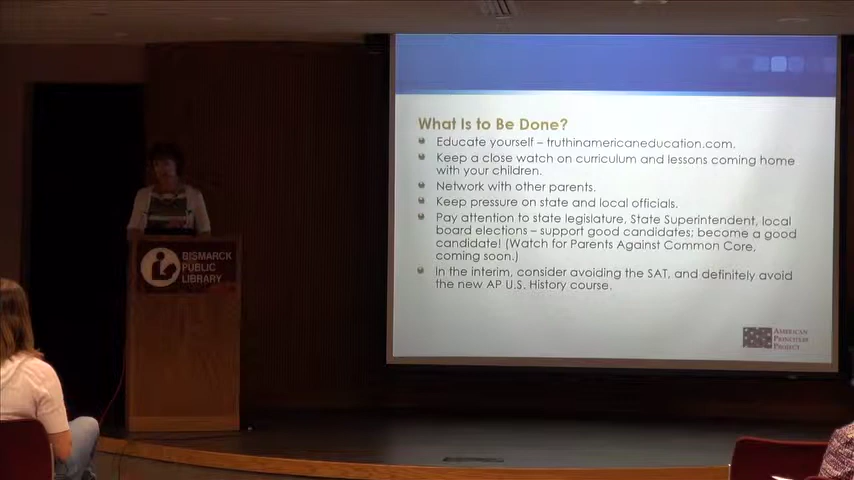 What Is to Be Done?
Educate yourself – truthinamericaneducation.com.
Keep a close watch on curriculum and lessons coming home
with your children.
Network with other parents.
Keep pressure on state and local officials.
Pay attention to state legislature, State Superintendent, local
board elections – support good candidates; become a good
candidate! (Watch for Parents Against Common Core,
coming soon.)
In the interim, consider avoiding the SAT, and definitely avoid
the new AP U.S. History course.
AMERICAN
PRINCIPLES
PROJECT
BISMARCK
PUBLIC
LIBRARY